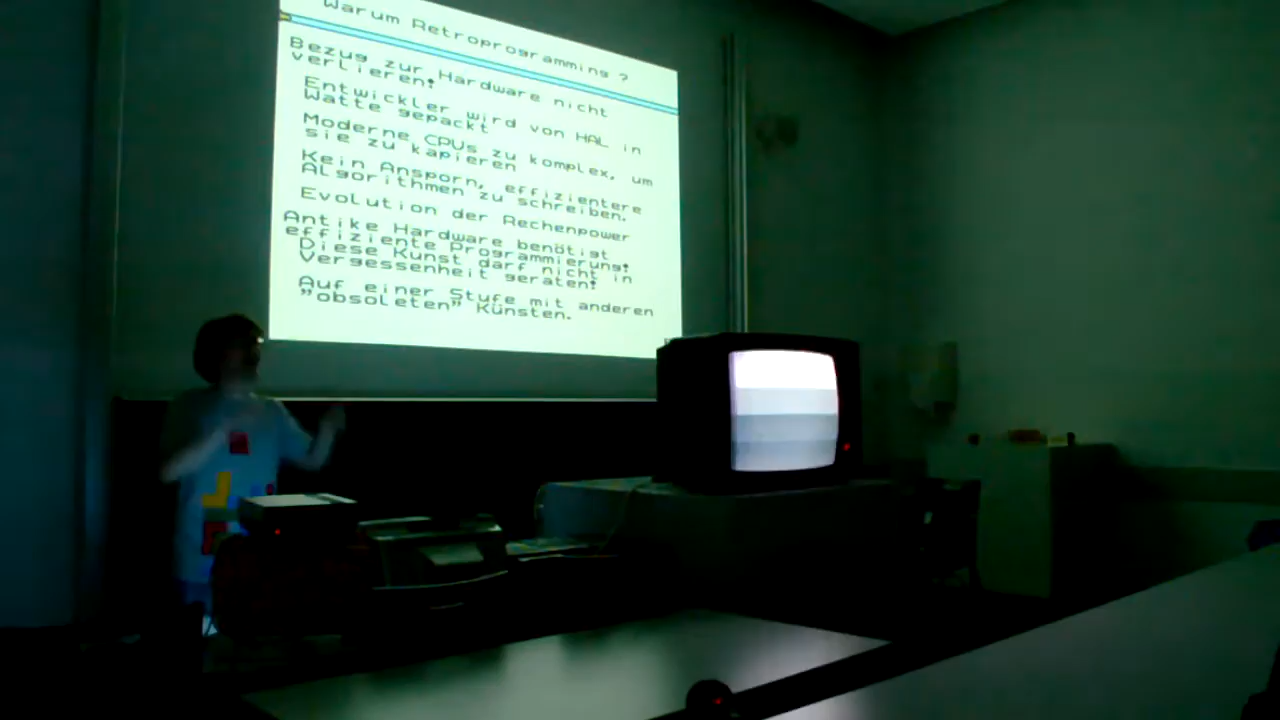 Warum Retroprogramming ?
Bezug zur Hardware nicht
verlieren!
Entwickler wird von HAL in
Watte gepackt
Moderne CPUs zu komplex, um
sie zu kapieren
Kein Ansporn, effizientere
Algorithmen zu schreiben.
Evolution der Rechenpower
Antike Hardware benötigt
effiziente Programmierung!
Diese Kunst darf nicht in
Vergessenheit geraten!
Auf einer Stufe mit anderen
"obsoleten" Künsten.